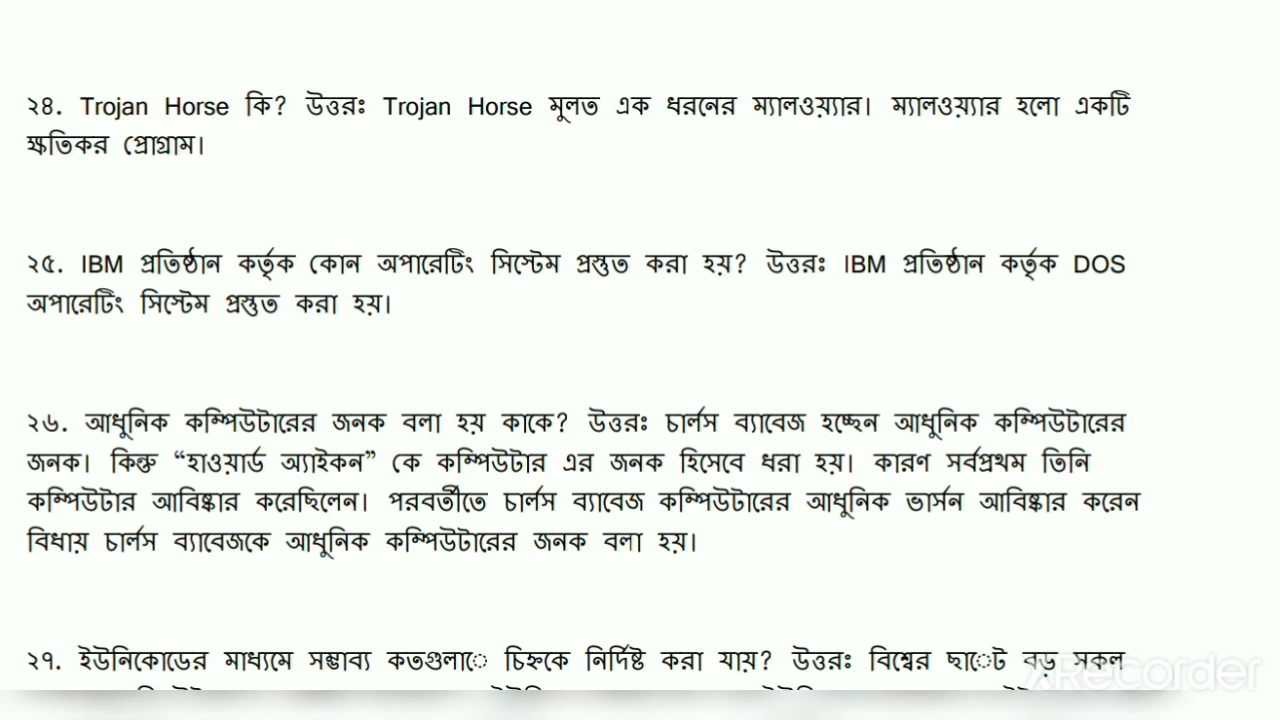 ২৪. Trojan Horse কি? উত্তরঃ Trojan Horse মুলত এক ধরনের ম্যালওয়্যার। ম্যালওয়্যার হলো একটি
ক্ষতিকর প্রোগ্রাম।
২৫. IBM প্রতিষ্ঠান কর্তৃক কোন অপারেটিং সিস্টেম প্রস্তুত করা হয়? উত্তরঃ IBM প্রতিষ্ঠান কর্তৃক DOS
অপারেটিং সিস্টেম প্রস্তুত করা হয়।
২৬. আধুনিক কম্পিউটারের জনক বলা হয় কাকে? উত্তরঃ চার্লস ব্যাবেজ হচ্ছেন আধুনিক কম্পিউটারের
জনক। কিন্তু “হাওয়ার্ড অ্যাইকন” কে কম্পিউটার এর জনক হিসেবে ধরা হয়। কারণ সর্বপ্রথম তিনি
কম্পিউটার আবিষ্কার করেছিলেন। পরবর্তীতে চার্লস ব্যাবেজ কম্পিউটারের আধুনিক ভার্সন আবিষ্কার করেন
বিধায় চার্লস ব্যাবেজকে আধুনিক কম্পিউটারের জনক বলা হয়।
২৭. ইউনিকোডের মাধ্যমে সম্ভাব্য কতগুলাে চিহ্নকে নির্দিষ্ট করা যায়? উত্তরঃ বিশ্বের ছােট বড় সকল
XRecorder